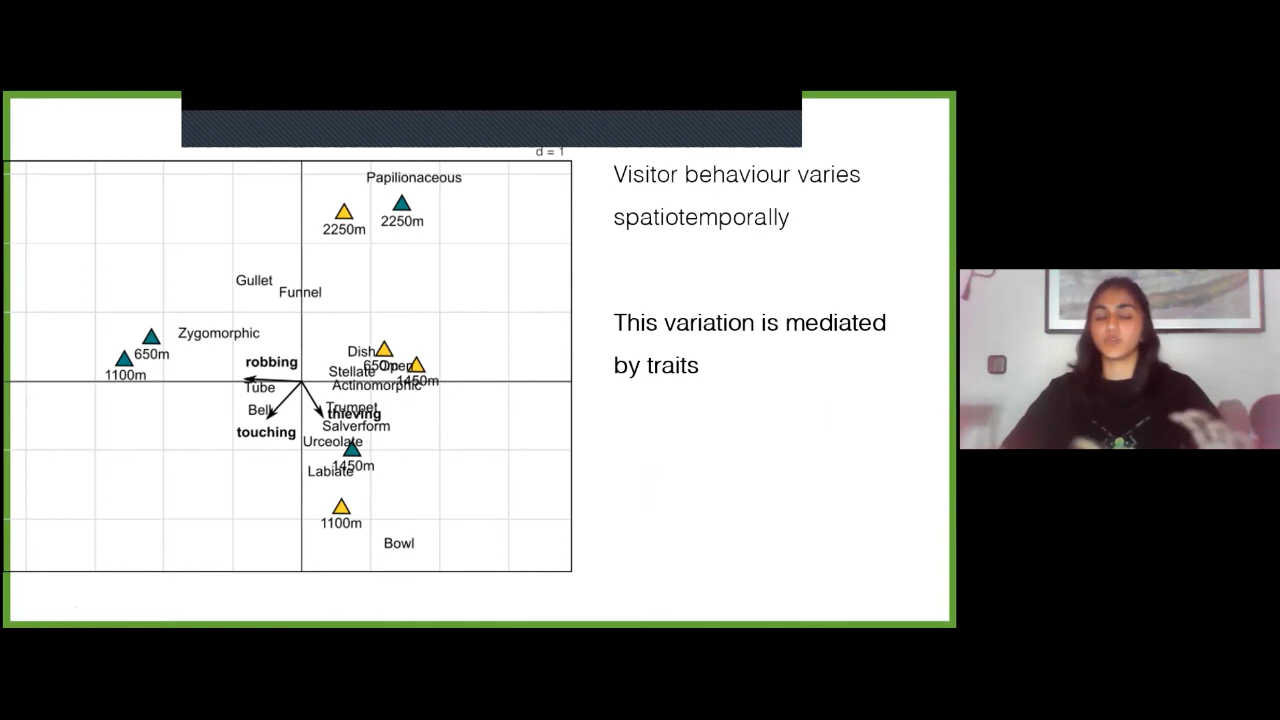 d = 1
Papilionaceous
2250m
2250m
Gullet
Funnel
Zygomorphic
650m
1100m
robbing
Dish
650m
Open
1450m
Stellate
Actinomorphic
Tube
Bell
touching
Trumpet
thieving
Salverform
Urceolate
1450m
Labiate
1100m
Bowl
Visitor behaviour varies
spatiotemporally
This variation is mediated
by traits